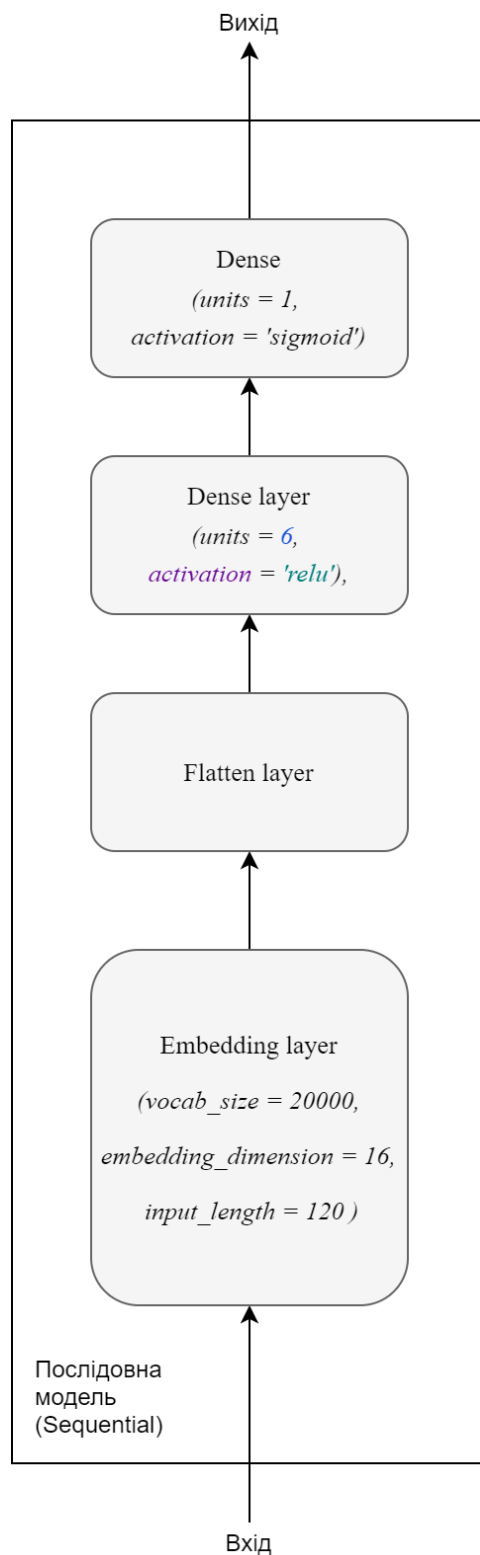 Вихід
Dense
(units = 1,
activation = 'sigmoid')
Dense layer
(units = 6,
activation = 'relu'),
Flatten layer
Embedding layer
(vocab_size = 20000,
embedding_dimension = 16,
input_length = 120 )
Послідовна
модель
(Sequential)
Вхід